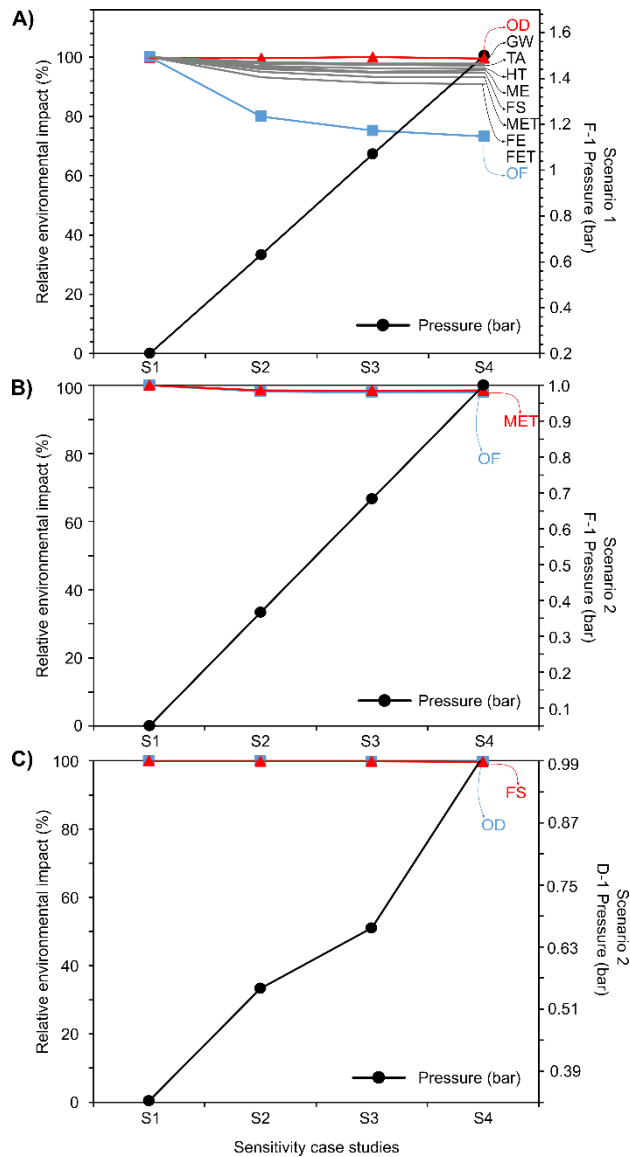 A)
Relative environmental impact (%)
100
80
60
40
20
0
S1
S2
S3
S4
1.6
1.4
1.2
1
0.8
0.6
0.4
0.2
Scenario 1
F-1 Pressure (bar)
OD
GW
TA
HT
ME
FS
MET
FE
FET
OF
Pressure (bar)
B)
Relative environmental impact (%)
100
80
60
40
20
0
S1
S2
S3
S4
1.0
0.9
0.8
0.7
0.6
0.5
0.4
0.3
0.2
0.1
Scenario 2
F-1 Pressure (bar)
MET
OF
Pressure (bar)
C)
Relative environmental impact (%)
100
80
60
40
20
0
S1
S2
S3
S4
0.99
0.87
0.75
0.63
0.51
0.39
Scenario 2
D-1 Pressure (bar)
FS
OD
Pressure (bar)
Sensitivity case studies